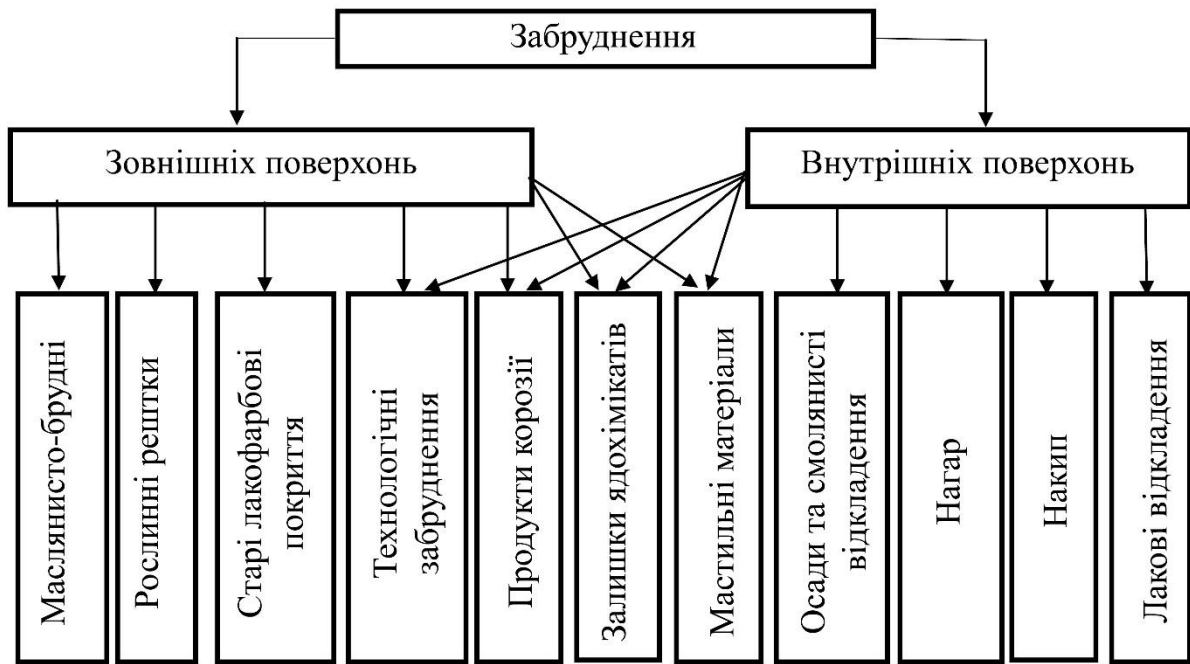 Забруднення
Зовнішніх поверхонь
Внутрішніх поверхонь
Маслянисто-брудні
Рослинні рештки
Старі лакофарбові
покриття
Технологічні
забруднення
Продукти корозії
Залишки ядохімікатів
Мастильні матеріали
Осади та смолянисті
відкладення
Нагар
Накип
Лакові відкладення